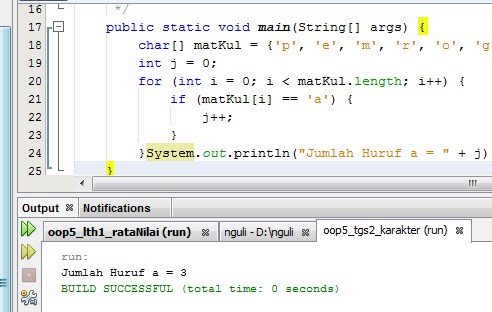 16 */
17 public static void main(String[] args) {
18 char[] matKul = {'p', 'e', 'm', 'r', 'o', 'g
19 int j = 0;
20 for (int i = 0; i < matKul.length; i++) {
21 if (matKul[i] == 'a') {
22 j++;
23 }
24 }System.out.println("Jumlah Huruf a = " + j)
25 }
Output Notifications
oop5_lth1_rataNilai (run) nguli - D:\nguli oop5_tgs2_karakter (run)
run:
Jumlah Huruf a = 3
BUILD SUCCESSFUL (total time: 0 seconds)